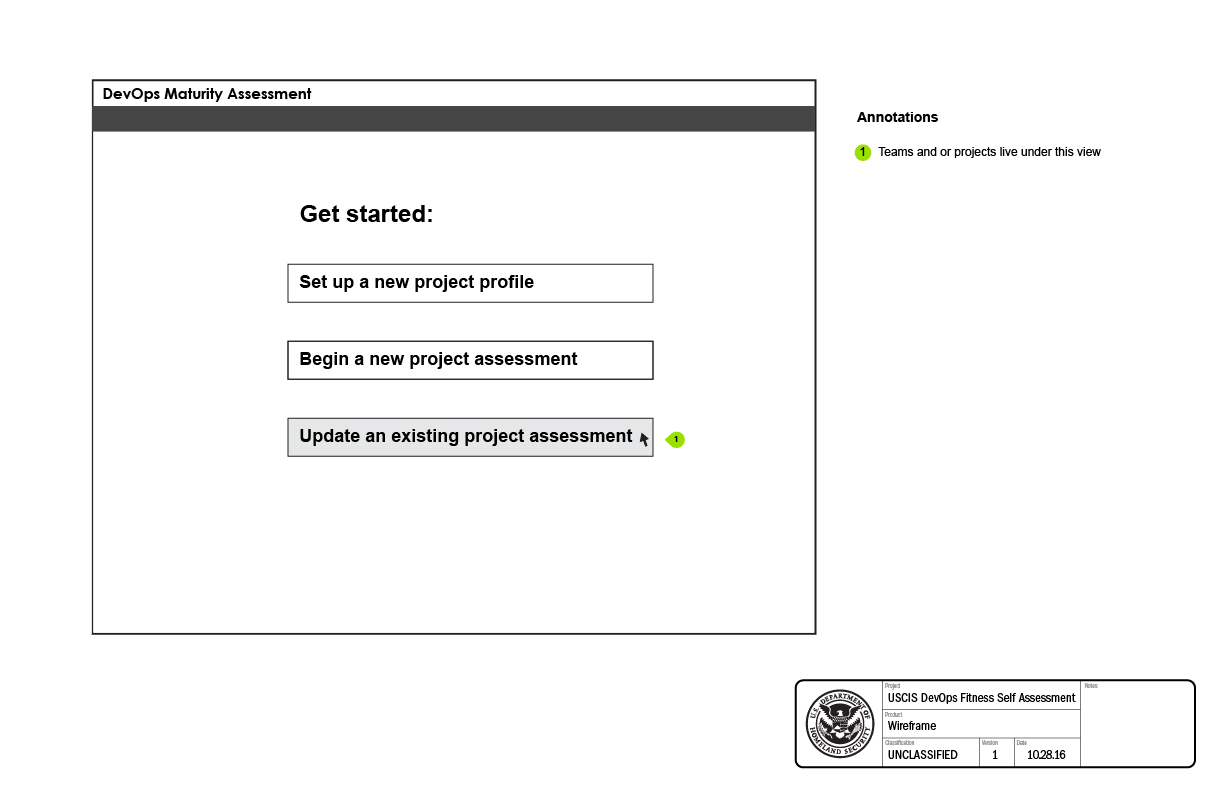 DevOps Maturity Assessment
Get started:
Set up a new project profile
Begin a new project assessment
Update an existing project assessment
1
Annotations
1 Teams and or projects live under this view
U.S. DEPARTMENT OF
HOMELAND SECURITY
Project
USCIS DevOps Fitness Self Assessment
Product
Wireframe
Classification
UNCLASSIFIED
Version
1
Date
10.28.16
Notes